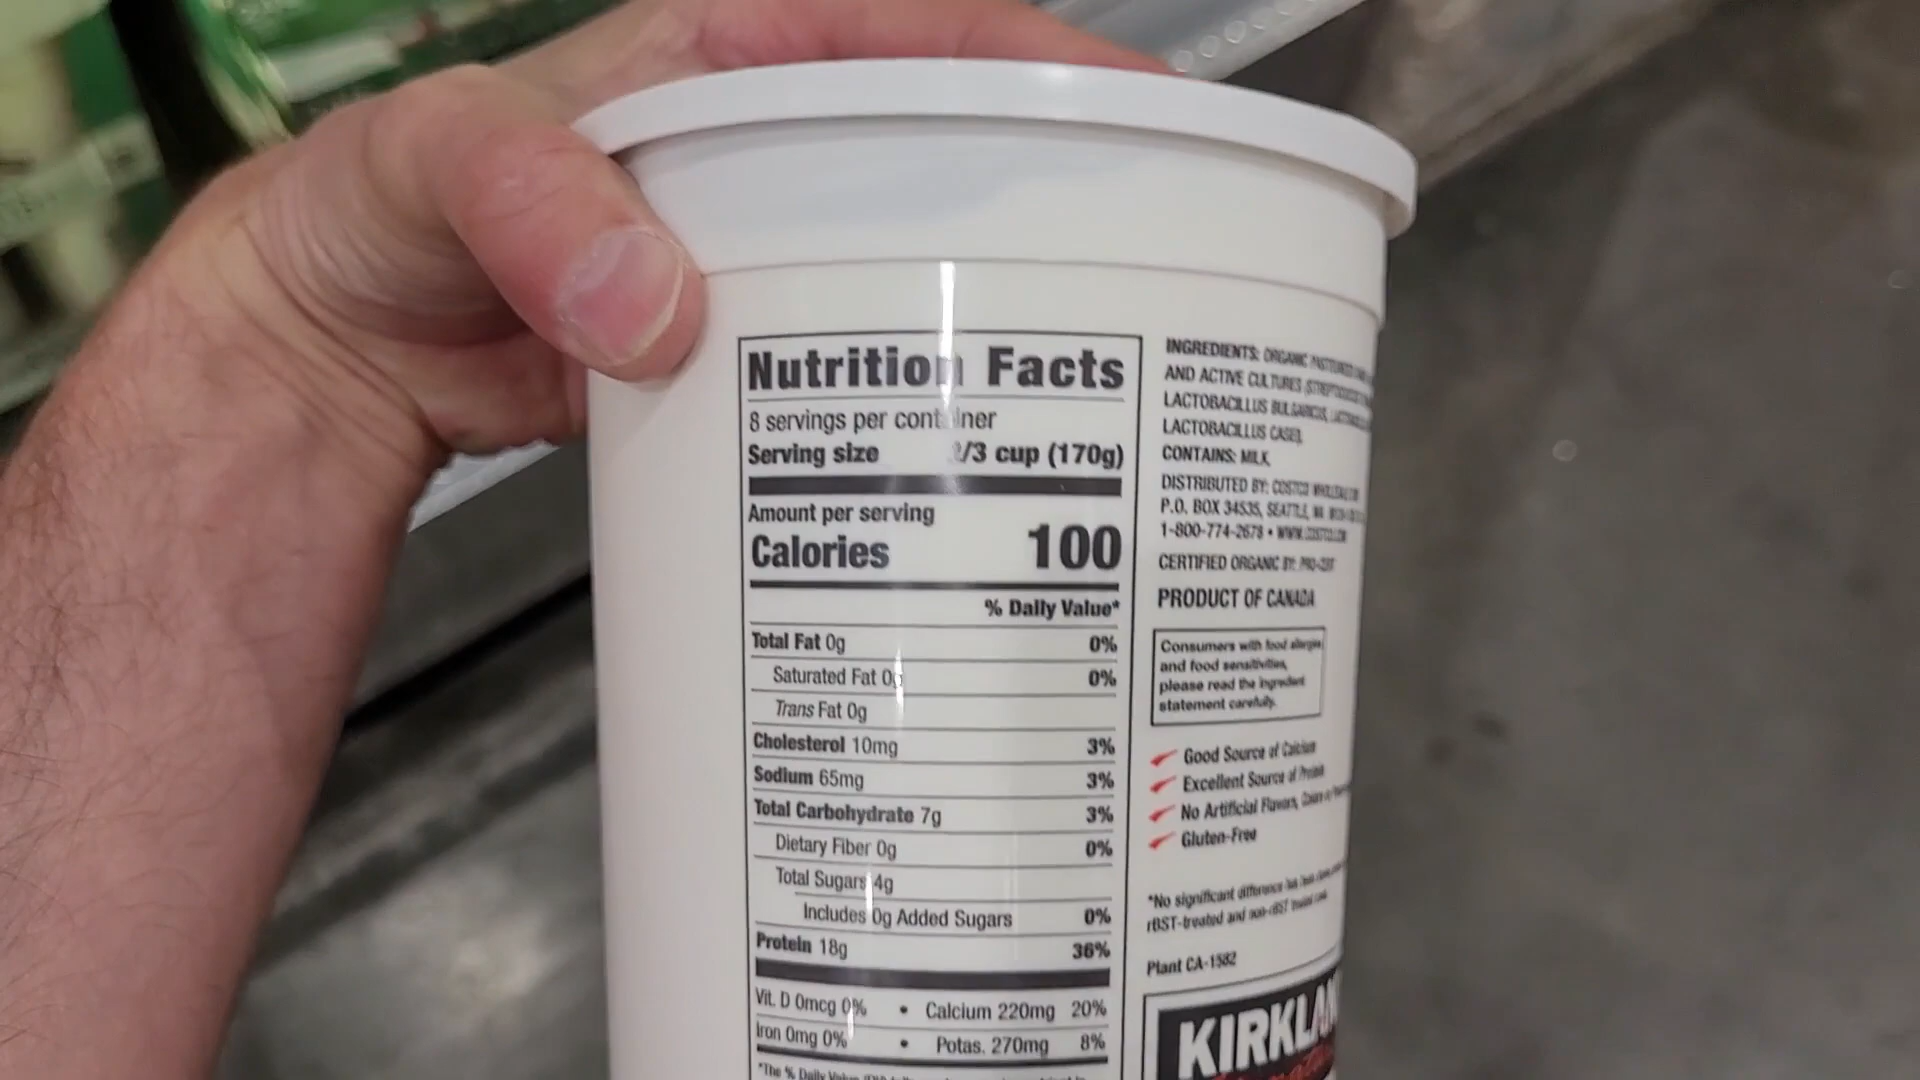 Nutrition Facts
8 servings per container
Serving size 2/3 cup (170g)
Amount per serving
Calories 100
% Daily Value*
Total Fat 0g 0%
Saturated Fat 0g 0%
Trans Fat 0g
Cholesterol 10mg 3%
Sodium 65mg 3%
Total Carbohydrate 7g 3%
Dietary Fiber 0g 0%
Total Sugars 4g
Includes 0g Added Sugars 0%
Protein 18g 36%
Vit. D 0mcg 0% • Calcium 220mg 20%
Iron 0mg 0% • Potas. 270mg 8%
*The % Daily Value
INGREDIENTS: ORGANIC
AND ACTIVE CULTURES
LACTOBACILLUS BULGARICUS,
LACTOBACILLUS CASEI,
CONTAINS: MILK
DISTRIBUTED BY: COSTCO WHOLESALE
P.O. BOX 34535, SEATTLE,
1-800-774-2678 •
CERTIFIED ORGANIC BY: PRO-CERT
PRODUCT OF CANADA
Consumers with food allergies
and food sensitivities,
please read the ingredient
statement carefully.
Good Source of Calcium
Excellent Source of Protein
No Artificial Flavors,
Gluten-Free
*No significant difference
rBST-treated and non-rBST
Plant CA-1582
KIRKLAN